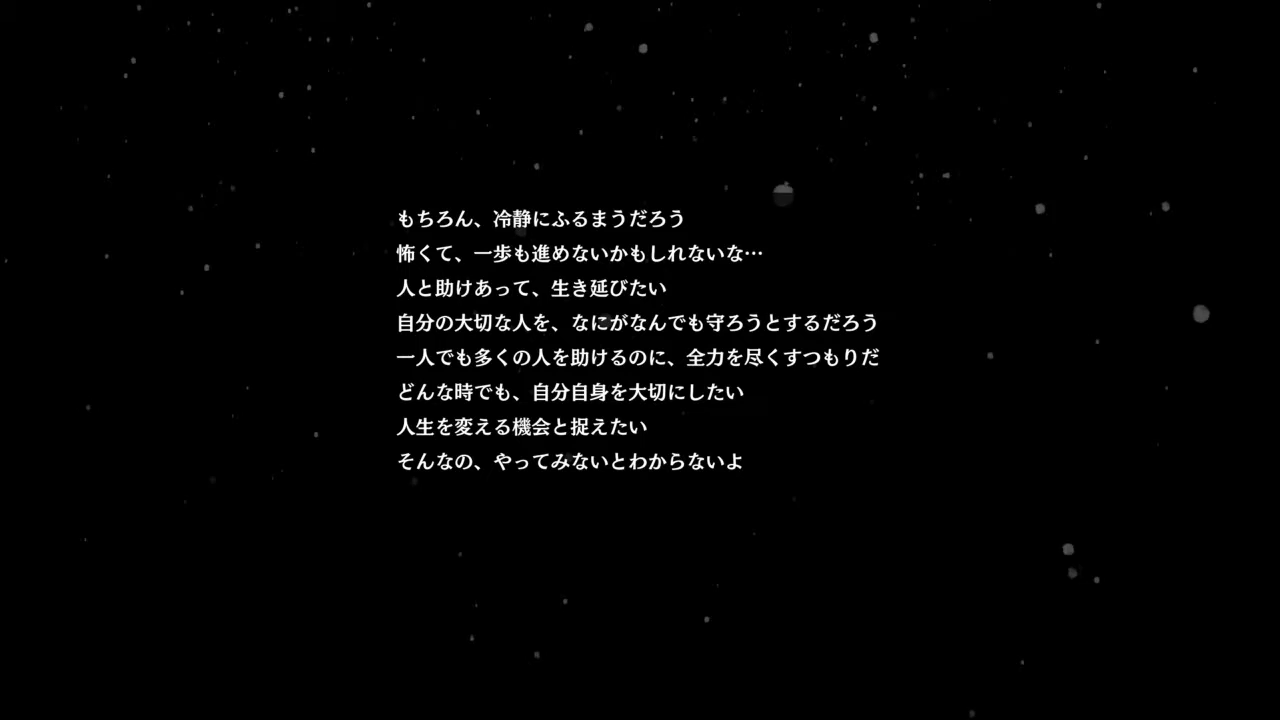 もちろん、冷静にふるまうだろう
怖くて、一歩も進めないかもしれないな…
人と助けあって、生き延びたい
自分の大切な人を、なにがなんでも守ろうとするだろう
一人でも多くの人を助けるのに、全力を尽くすつもりだ
どんな時でも、自分自身を大切にしたい
人生を変える機会と捉えたい
そんなの、やってみないとわからないよ